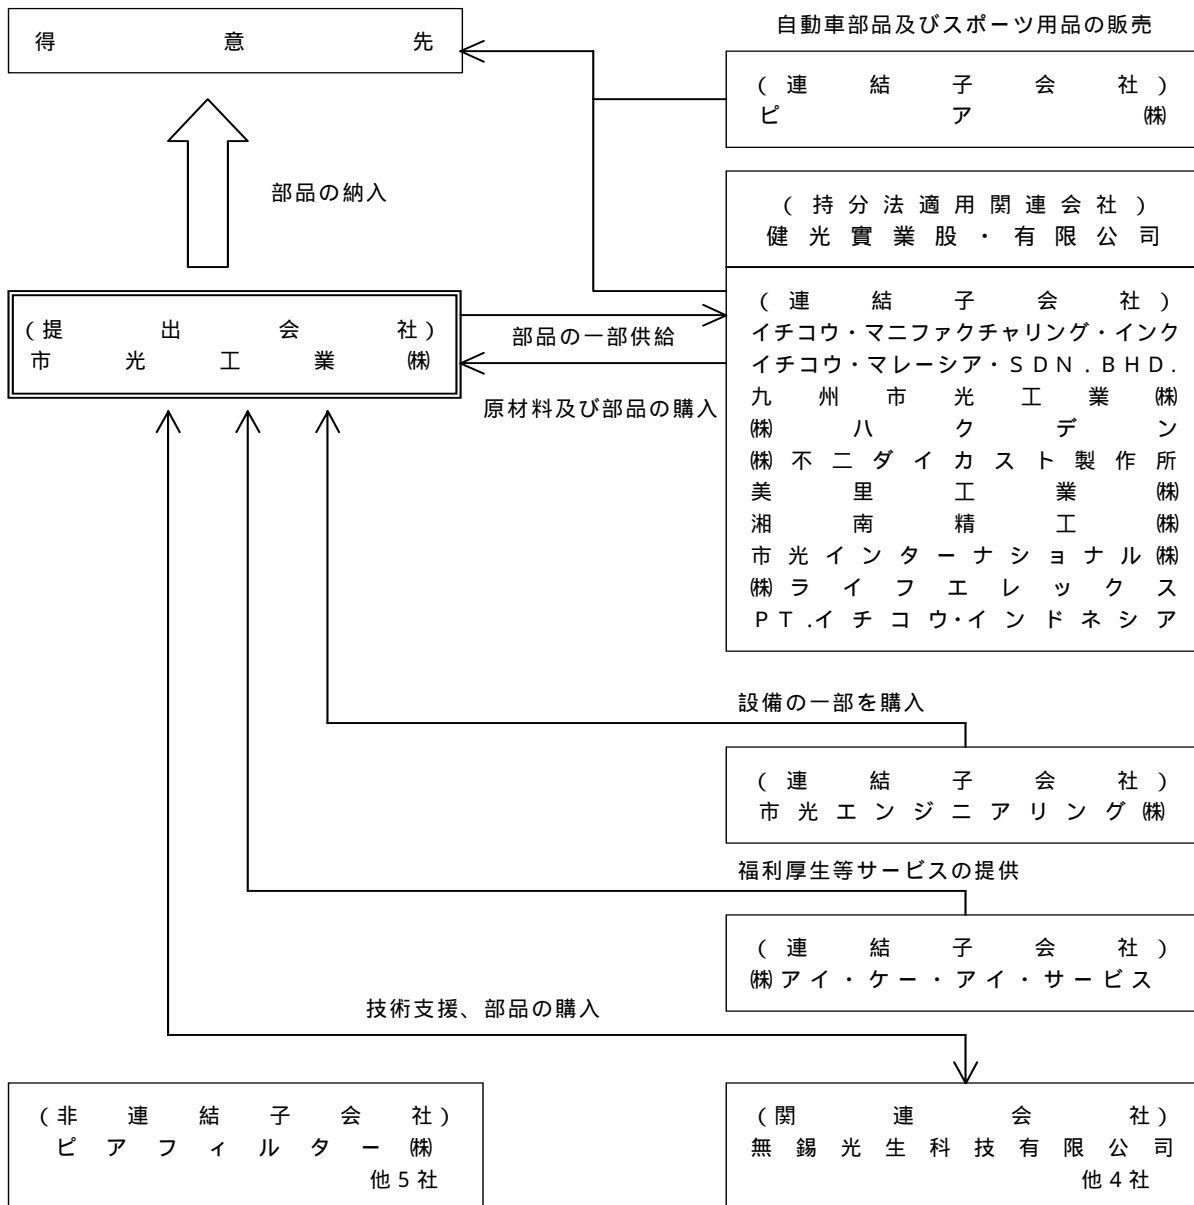 自動車部品及びスポーツ用品の販売
得意先
(連結子会社)
ピア㈱
部品の納入
(持分法適用関連会社)
健光實業股・有限公司
(提出会社)
市光工業㈱
部品の一部供給
原材料及び部品の購入
(連結子会社)
イチコウ・マニファクチャリング・インク
イチコウ・マレーシア・SDN.BHD.
九州市光工業㈱
㈱ハクデン
㈱不二ダイカスト製作所
美里工業㈱
湘南精工㈱
市光インターナショナル㈱
㈱ライフエレックス
PT.イチコウ・インドネシア
設備の一部を購入
(連結子会社)
市光エンジニアリング㈱
福利厚生等サービスの提供
(連結子会社)
㈱アイ・ケー・アイ・サービス
技術支援、部品の購入
(非連結子会社)
ピアフィルター㈱
他5社
(関連会社)
無錫光生科技有限公司
他4社